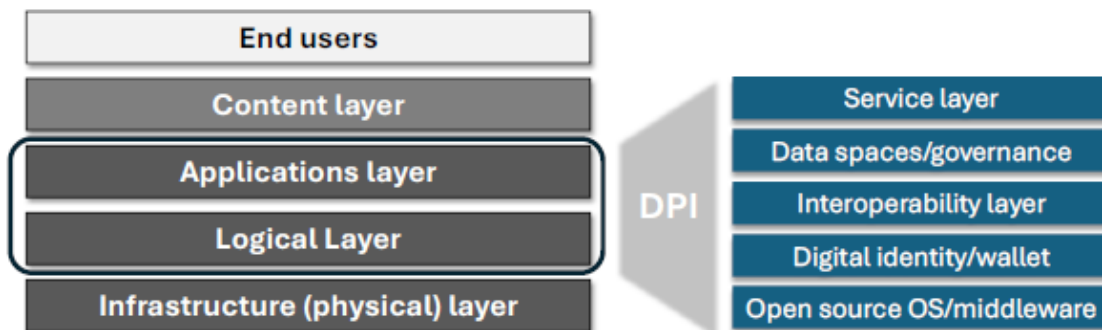 End users
Content layer
Applications layer
Logical Layer
Infrastructure (physical) layer
DPI
Service layer
Data spaces/governance
Interoperability layer
Digital identity/wallet
Open source OS/middleware